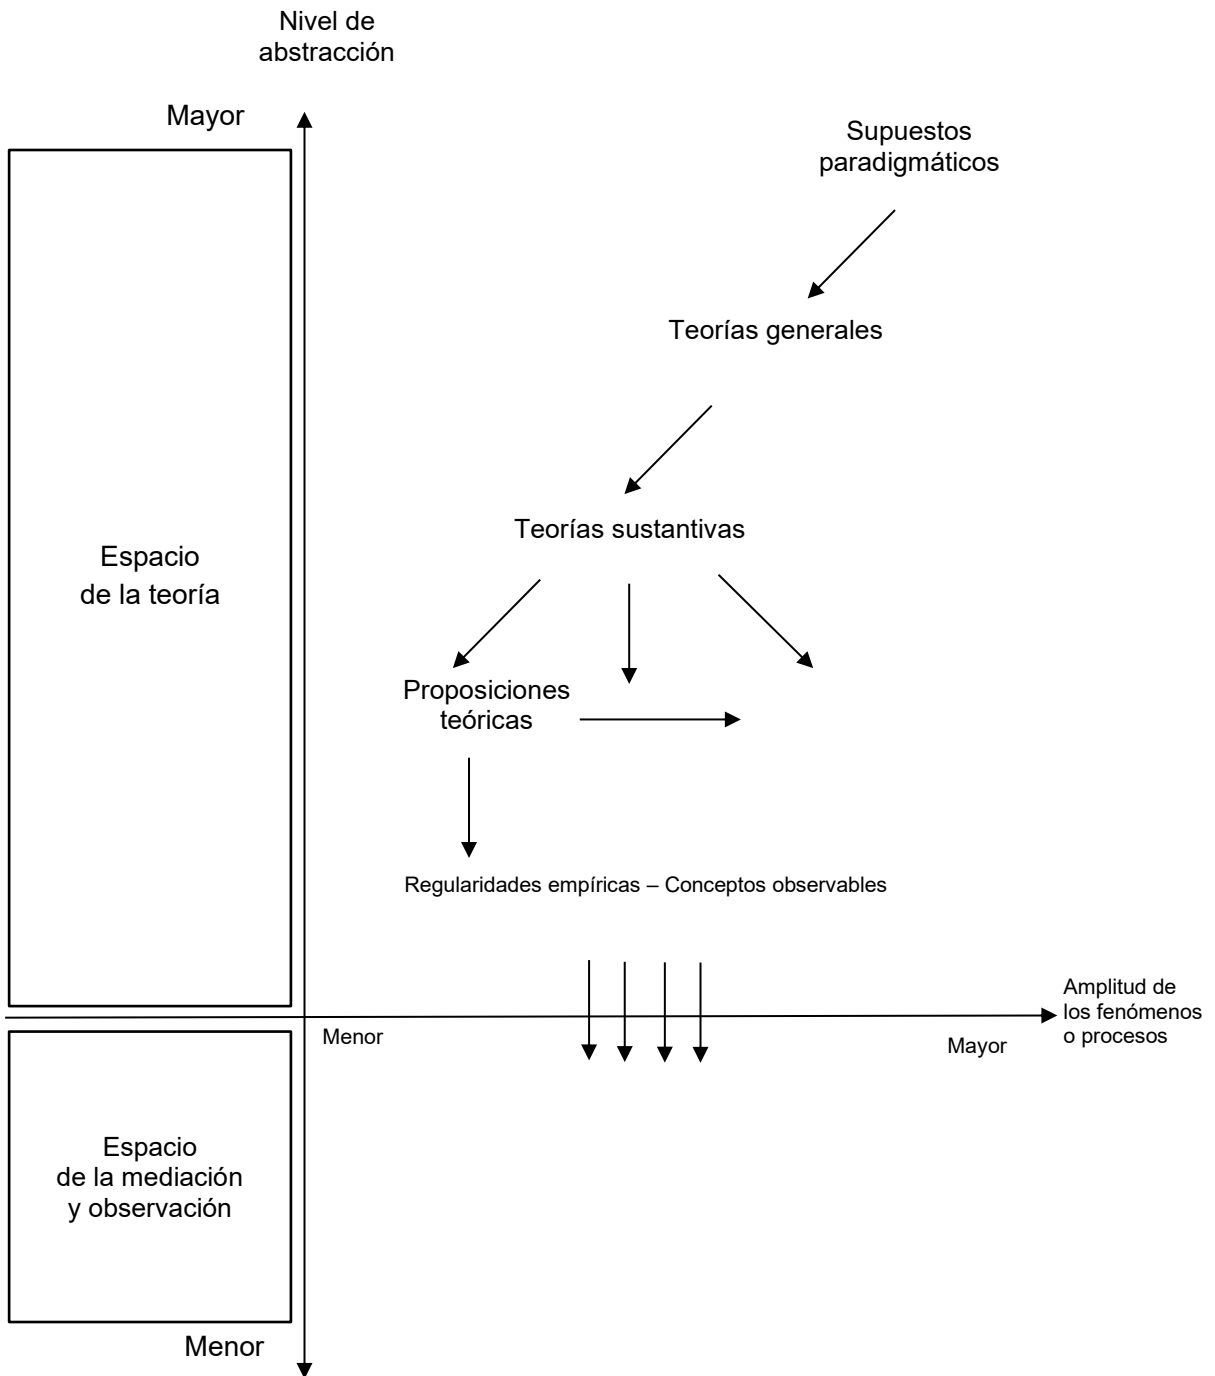 Nivel de
abstracción
Mayor
Supuestos
paradigmáticos
Teorías generales
Teorías sustantivas
Espacio
de la teoría
Proposiciones
teóricas
Regularidades empíricas – Conceptos observables
Amplitud de
los fenómenos
o procesos
Menor
Mayor
Espacio
de la mediación
y observación
Menor